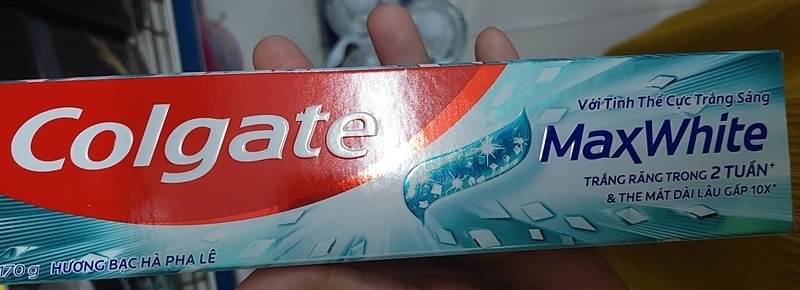 Colgate
Với Tinh Thể Cực Trắng Sáng
MaxWhite
TRẮNG RĂNG TRONG 2 TUẦN+
& THE MÁT DÀI LÂU GẤP 10X*
170g HƯƠNG BẠC HÀ PHA LÊ